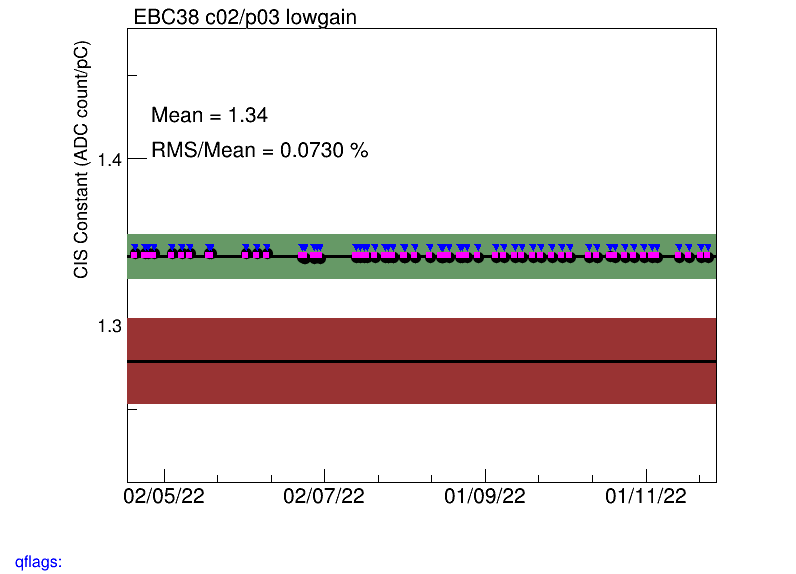 EBC38 c02/p03 lowgain
CIS Constant (ADC count/pC)
Mean = 1.34
RMS/Mean = 0.0730 %
1.4
1.3
02/05/22 02/07/22 01/09/22 01/11/22
qflags: